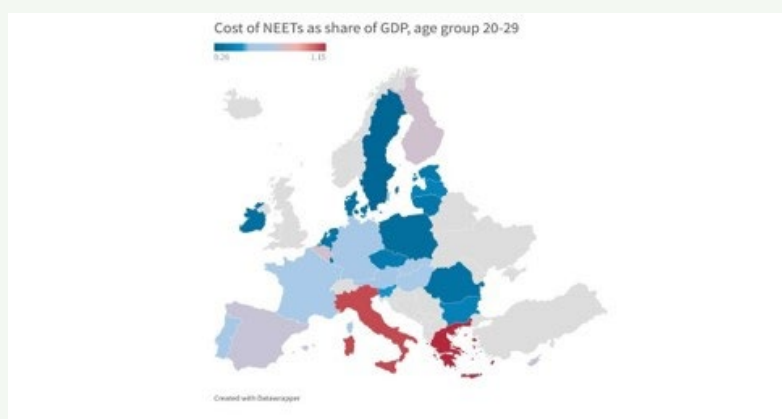 Cost of NEETs as share of GDP, age group 20-29
0.26 1.15
Created with Datawrapper